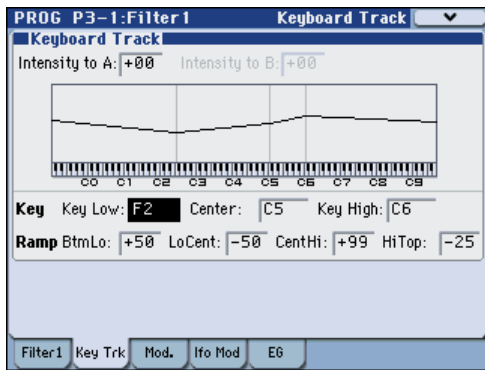 PROG P3-1:Filter1 Keyboard Track
Keyboard Track
Intensity to A: +00 Intensity to B: +00
C0 C1 C2 C3 C4 C5 C6 C7 C8 C9
Key Key Low: F2 Center: C5 Key High: C6
Ramp BtmLo: +50 LoCent: -50 CentHi: +99 HiTop: -25
Filter1 Key Trk Mod. lfo Mod EG